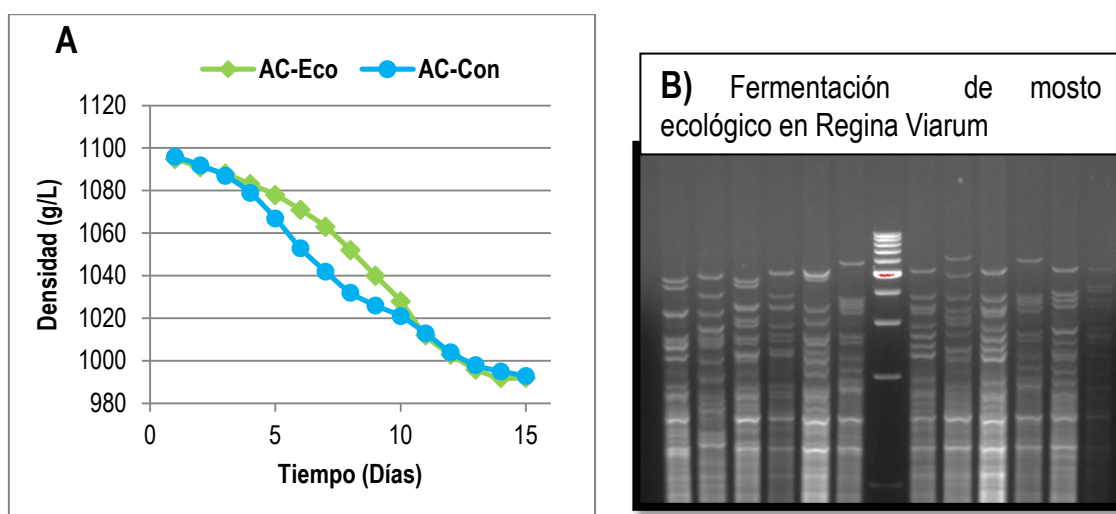 A
AC-Eco AC-Con
Densidad (g/L)
1120
1100
1080
1060
1040
1020
1000
980
0 5 10 15
Tiempo (Días)
B) Fermentación de mosto
ecológico en Regina Viarum